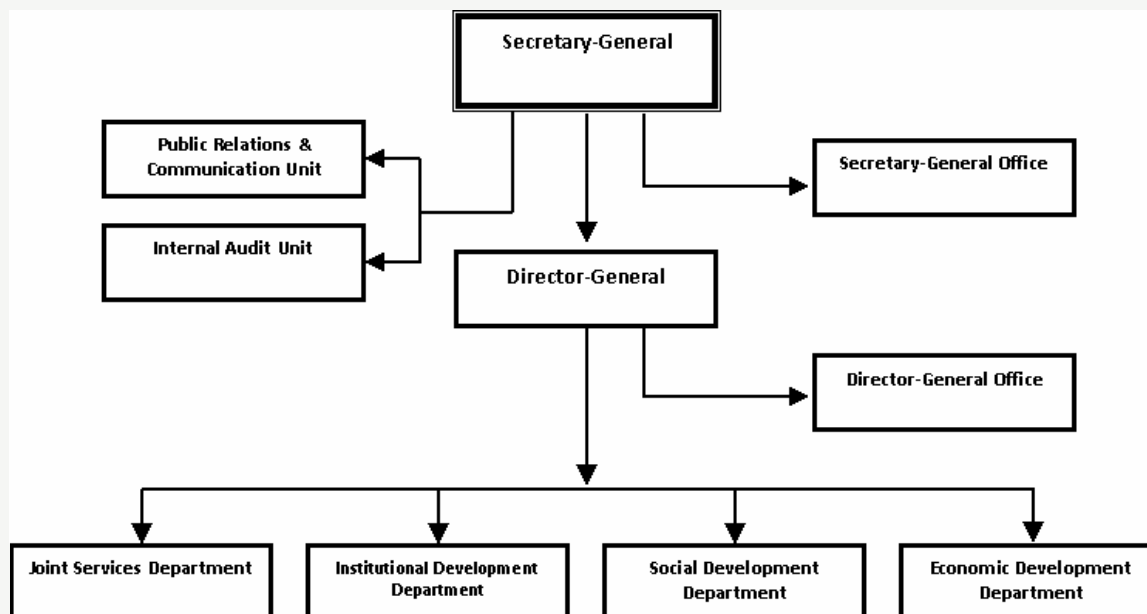 Secretary-General
Public Relations &
Communication Unit
Secretary-General Office
Internal Audit Unit
Director-General
Director-General Office
Joint Services Department
Institutional Development
Department
Social Development
Department
Economic Development
Department